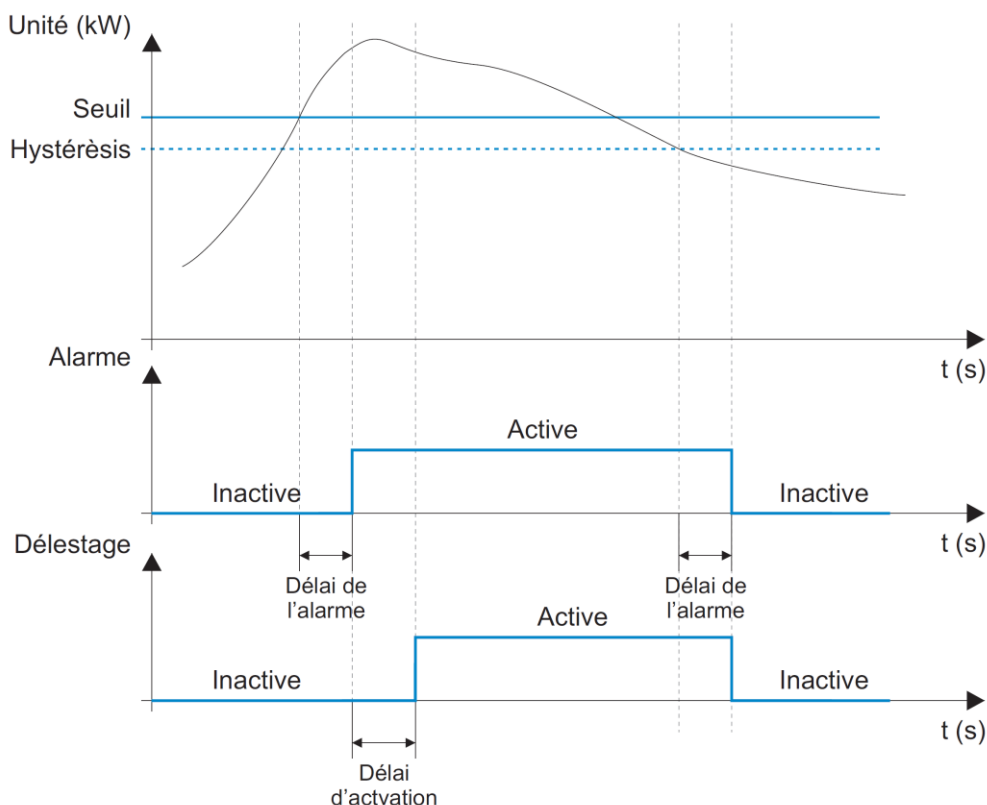 Unité (kW)
Seuil
Hystérèsis
t (s)
Alarme
Active
Inactive
Inactive
t (s)
Délai de
l'alarme
Délai de
l'alarme
Délestage
Active
Inactive
Inactive
t (s)
Délai
d'actvation